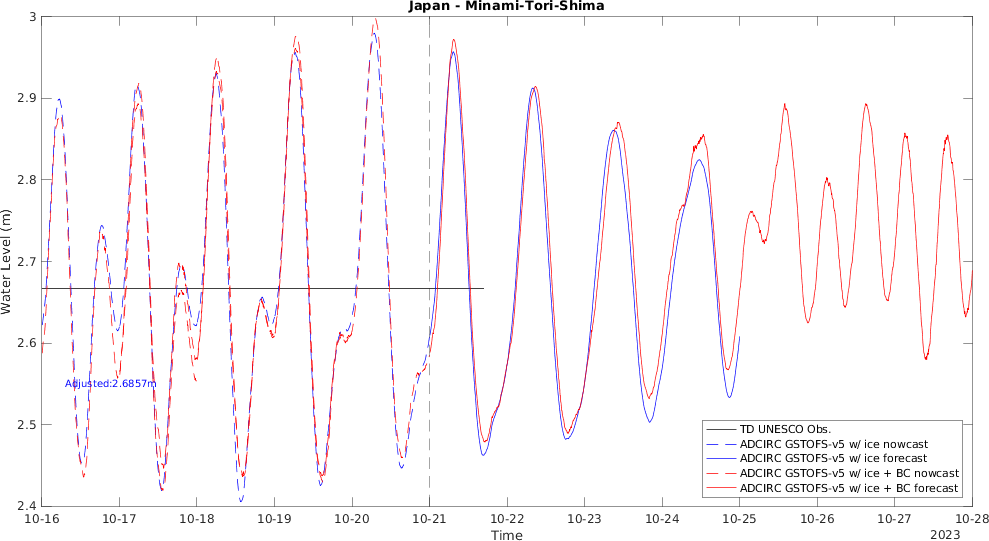 Japan - Minami-Tori-Shima
3
2.9
2.8
2.7
2.6
2.5
2.4
Water Level (m)
Adjusted:2.6857m
TD UNESCO Obs.
ADCIRC GSTOFS-v5 w/ ice nowcast
ADCIRC GSTOFS-v5 w/ ice forecast
ADCIRC GSTOFS-v5 w/ ice + BC nowcast
ADCIRC GSTOFS-v5 w/ ice + BC forecast
10-16 10-17 10-18 10-19 10-20 10-21 10-22 10-23 10-24 10-25 10-26 10-27 10-28
Time
2023